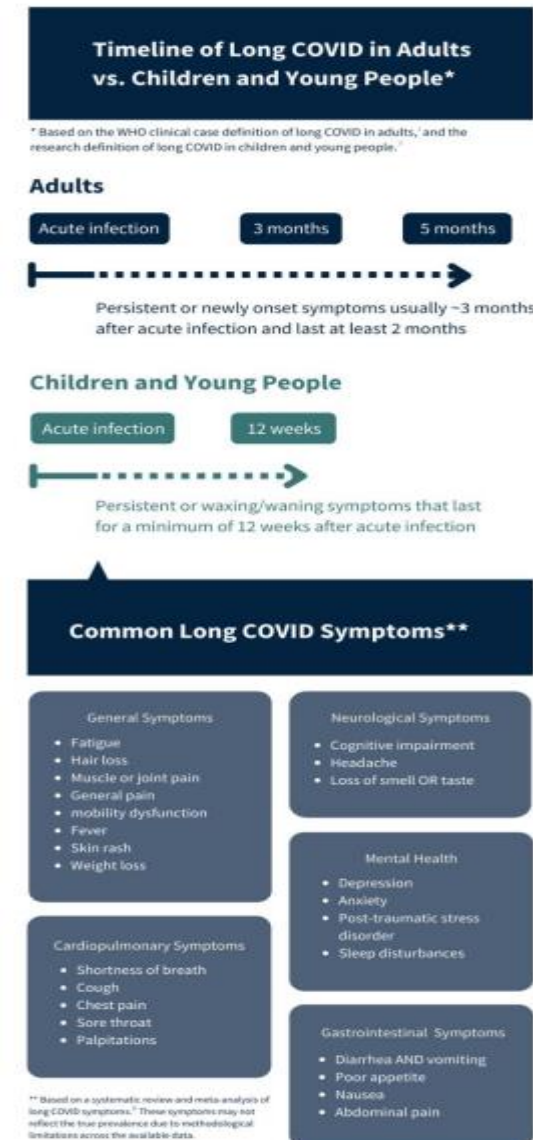 Timeline of Long COVID in Adults
vs. Children and Young People*
* Based on the WHO clinical case definition of long COVID in adults, and the
research definition of long COVID in children and young people.
Adults
Acute infection
3 months
5 months
Persistent or newly onset symptoms usually ~3 months
after acute infection and last at least 2 months
Children and Young People
Acute infection
12 weeks
Persistent or waxing/waning symptoms that last
for a minimum of 12 weeks after acute infection
Common Long COVID Symptoms**
General Symptoms
• Fatigue
• Hair loss
• Muscle or joint pain
• General pain
• mobility dysfunction
• Fever
• Skin rash
• Weight loss
Cardiopulmonary Symptoms
• Shortness of breath
• Cough
• Chest pain
• Sore throat
• Palpitations
** Based on a systematic review and meta-analysis of
long COVID symptoms. These symptoms may not
reflect the true prevalence due to methodological
limitations across the available data.
Neurological Symptoms
• Cognitive impairment
• Headache
• Loss of smell OR taste
Mental Health
• Depression
• Anxiety
• Post-traumatic stress
disorder
• Sleep disturbances
Gastrointestinal Symptoms
• Diarrhea AND vomiting
• Poor appetite
• Nausea
• Abdominal pain